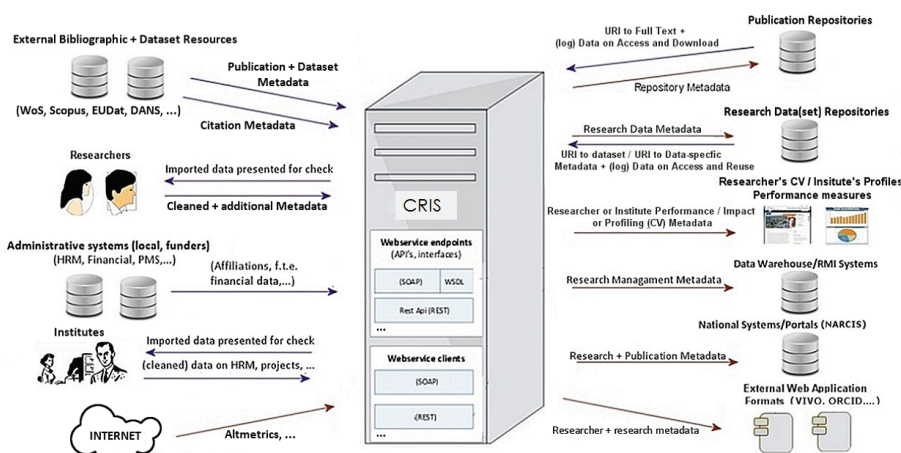 External Bibliographic + Dataset Resources
(WoS, Scopus, EUDat, DANS, ...)
Publication + Dataset
Metadata
Citation Metadata
Researchers
Imported data presented for check
Cleaned + additional Metadata
Administrative systems (local, funders)
(HRM, Financial, PMS,...)
(Affiliations, f.t.e.
financial data,...)
Institutes
Imported data presented for check
(cleaned) data on HRM, projects, ...
INTERNET
Altmetrics, ...
CRIS
Webservice endpoints
(API's, interfaces)
(SOAP)
WSDL
Rest Api (REST)
...
Webservice clients
(SOAP)
(REST)
...
Publication Repositories
URI to Full Text +
(log) Data on Access and Download
Repository Metadata
Research Data(set) Repositories
Research Data Metadata
URI to dataset / URI to Data-specfic
Metadata + (log) Data on Access and Reuse
Researcher's CV / Insitute's Profiles
Performance measures
Researcher or Institute Performance / Impact
or Profiling (CV) Metadata
Data Warehouse/RMI Systems
Research Managament Metadata
National Systems/Portals (NARCIS)
Research + Publication Metadata
External Web Application
Formats (VIVO, ORCID,...)
Researcher + research metadata